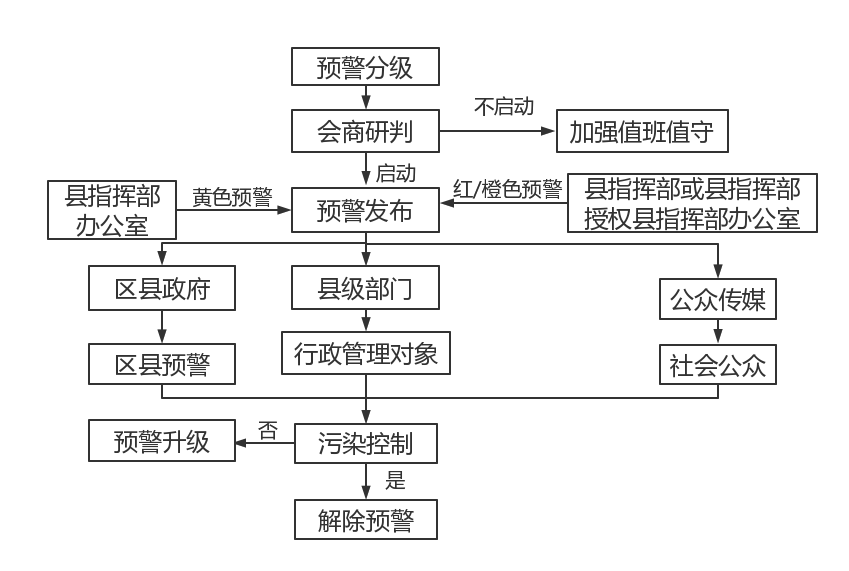 预警分级
不启动
会商研判
加强值班值守
启动
县指挥部
办公室
黄色预警
预警发布
红/橙色预警
县指挥部或县指挥部
授权县指挥部办公室
区县政府
县级部门
公众传媒
区县预警
行政管理对象
社会公众
预警升级
否
污染控制
是
解除预警